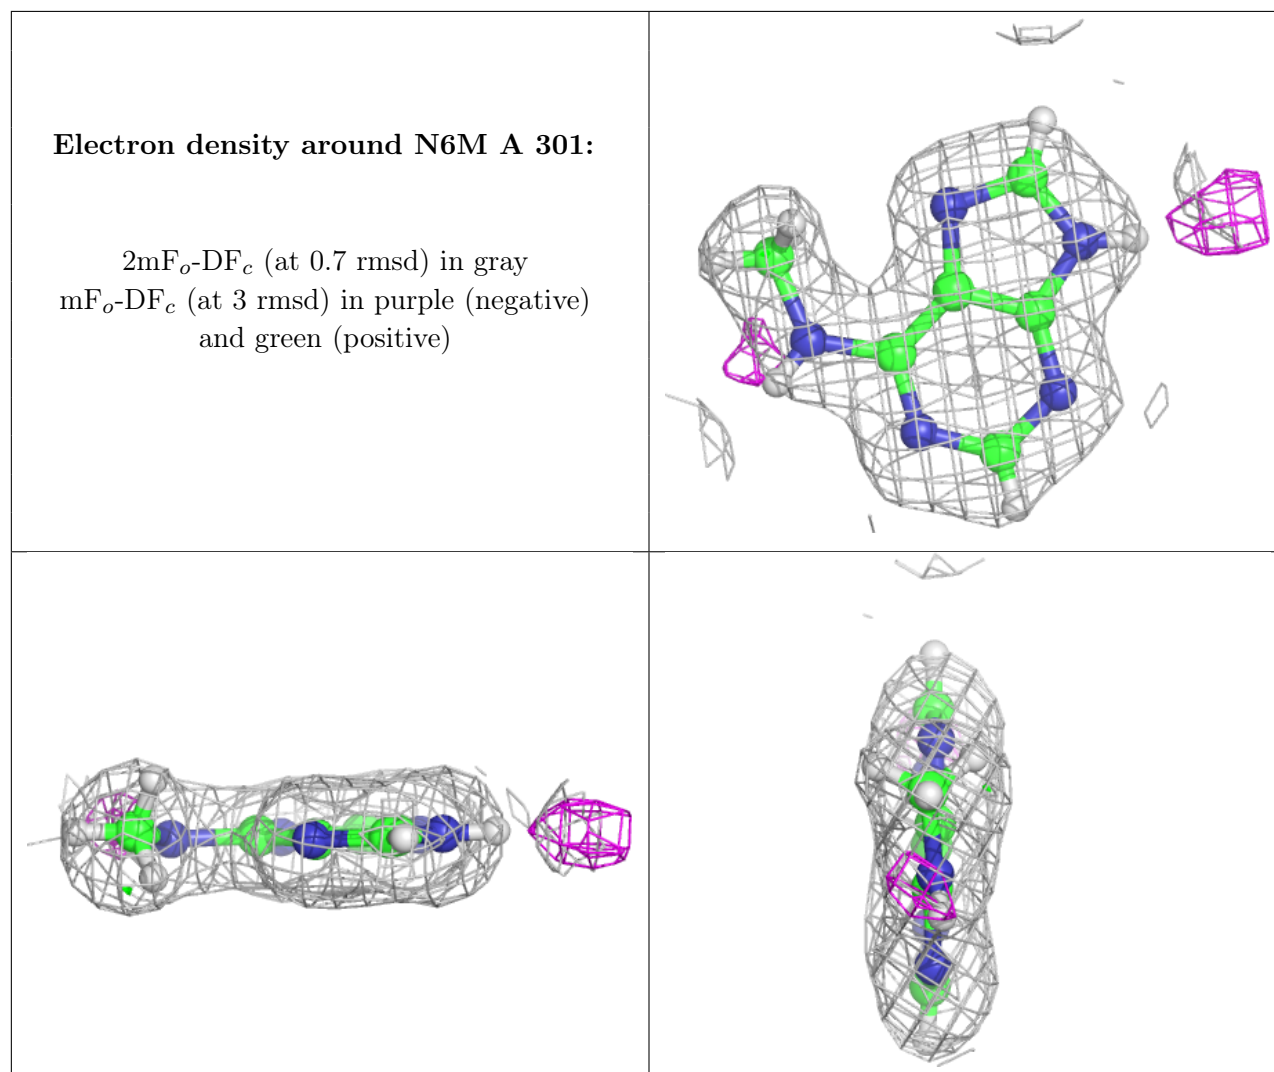 Electron density around N6M A 301:
2mFo-DFc (at 0.7 rmsd) in gray
mFo-DFc (at 3 rmsd) in purple (negative)
and green (positive)